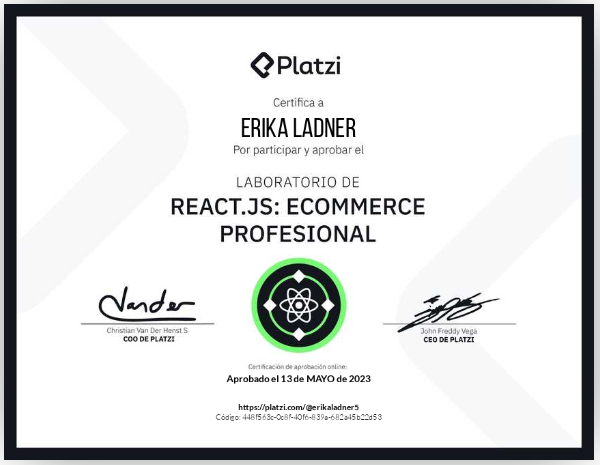 Platzi
Certifica a
ERIKA LADNER
Por participar y aprobar el
LABORATORIO DE
REACT.JS: ECOMMERCE
PROFESIONAL
Christian Van Der Henst S
COO DE PLATZI
John Freddy Vega
CEO DE PLATZI
Certificación de aprobación online:
Aprobado el 13 de MAYO de 2023
https://platzi.com/@erikaladner5
Código: 448f563c-0c8f-40f6-839a-682a45b22d53